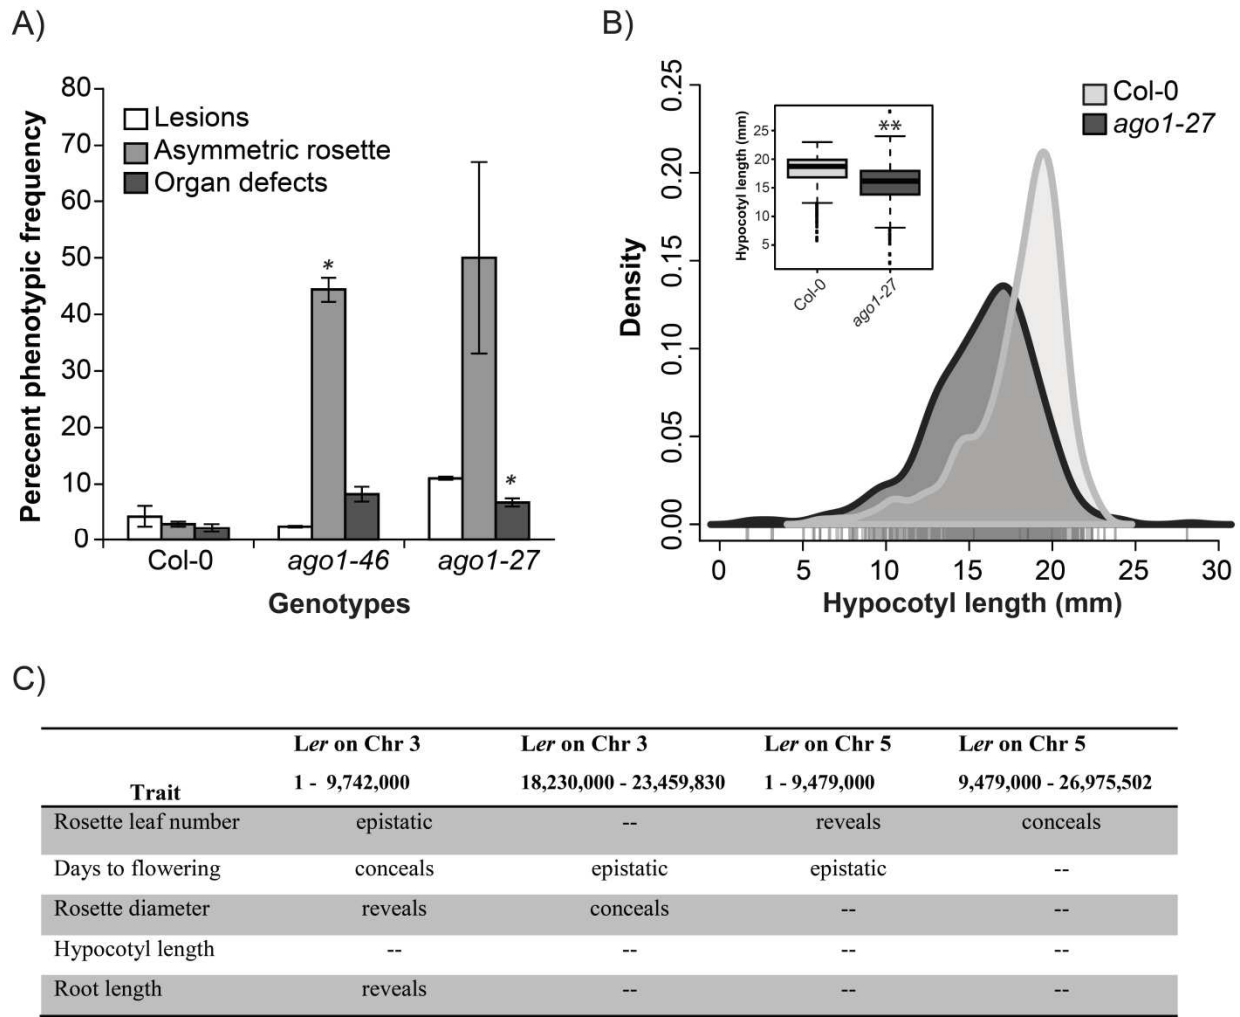 A)
Perecent phenotypic frequency
80
70
60
50
40
30
20
10
0
Lesions
Asymmetric rosette
Organ defects
*
*
Col-0 ago1-46 ago1-27
Genotypes
B)
Density
0.25
0.20
0.15
0.10
0.05
0.00
Col-0
ago1-27
Hypocotyl length (mm)
25
20
15
10
5
**
Col-0
ago1-27
0 5 10 15 20 25 30
Hypocotyl length (mm)
C)
Ler on Chr 3 Ler on Chr 3 Ler on Chr 5 Ler on Chr 5
Trait 1 - 9,742,000 18,230,000 - 23,459,830 1 - 9,479,000 9,479,000 - 26,975,502
Rosette leaf number epistatic -- reveals conceals
Days to flowering conceals epistatic epistatic --
Rosette diameter reveals conceals -- --
Hypocotyl length -- -- -- --
Root length reveals -- -- --